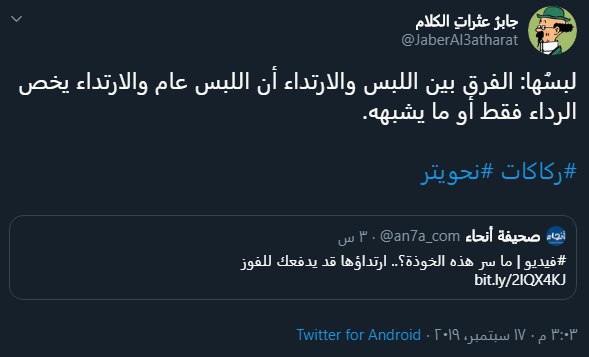 جابرُ عثراتِ الكلام
@JaberAl3atharat
لبسُها: الفرق بين اللبس والارتداء أن اللبس عام والارتداء يخص
الرداء فقط أو ما يشبهه.
#ركاكات #نحويتر
أنحاء صحيفة أنحاء @an7a_com · ٣ س
#فيديو | ما سر هذه الخوذة؟.. ارتداؤها قد يدفعك للفوز
bit.ly/2IQX4KJ
٣:٠٣ م · ١٧ سبتمبر، ٢٠١٩ · Twitter for Android